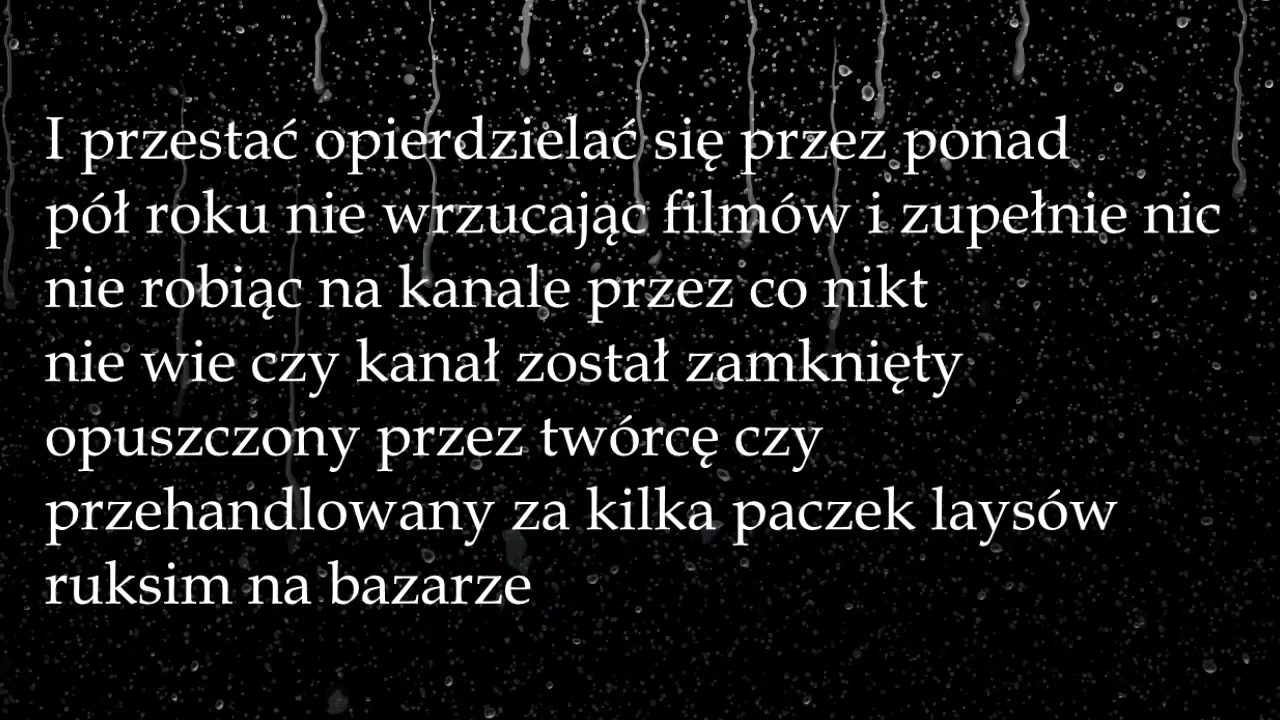 I przestać opierdzielać się przez ponad
pół roku nie wrzucając filmów i zupełnie nic
nie robiąc na kanale przez co nikt
nie wie czy kanał został zamknięty
opuszczony przez twórcę czy
przehandlowany za kilka paczek laysów
ruksim na bazarze